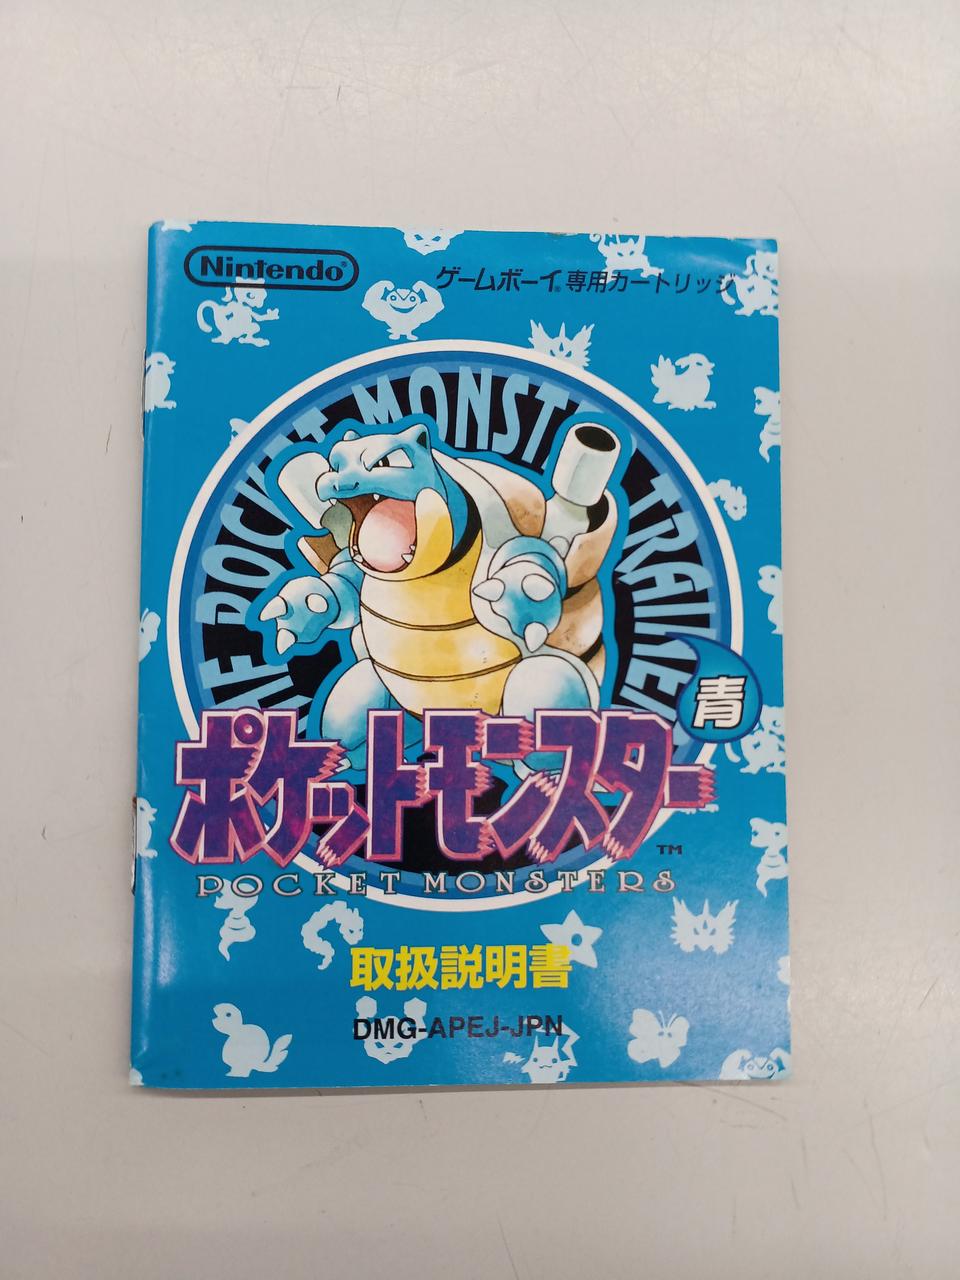 Nintendo®
ゲームボーイ®専用カートリッジ
POCKET MONSTER TRAINER
青
ポケットモンスター™
POCKET MONSTERS
取扱説明書
DMG-APEJ-JPN